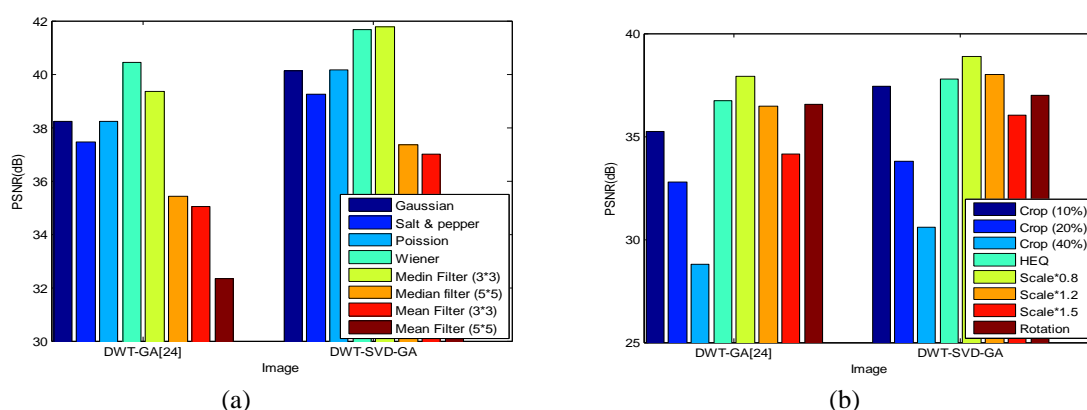 42
40
38
36
34
32
30
PSNR(dB)
Gaussian
Salt & pepper
Poission
Wiener
Medin Filter (3*3)
Median filter (5*5)
Mean Filter (3*3)
Mean Filter (5*5)
DWT-GA[24]
DWT-SVD-GA
Image
(a)
40
35
30
25
PSNR(dB)
Crop (10%)
Crop (20%)
Crop (40%)
HEQ
Scale*0.8
Scale*1.2
Scale*1.5
Rotation
DWT-GA[24]
DWT-SVD-GA
Image
(b)